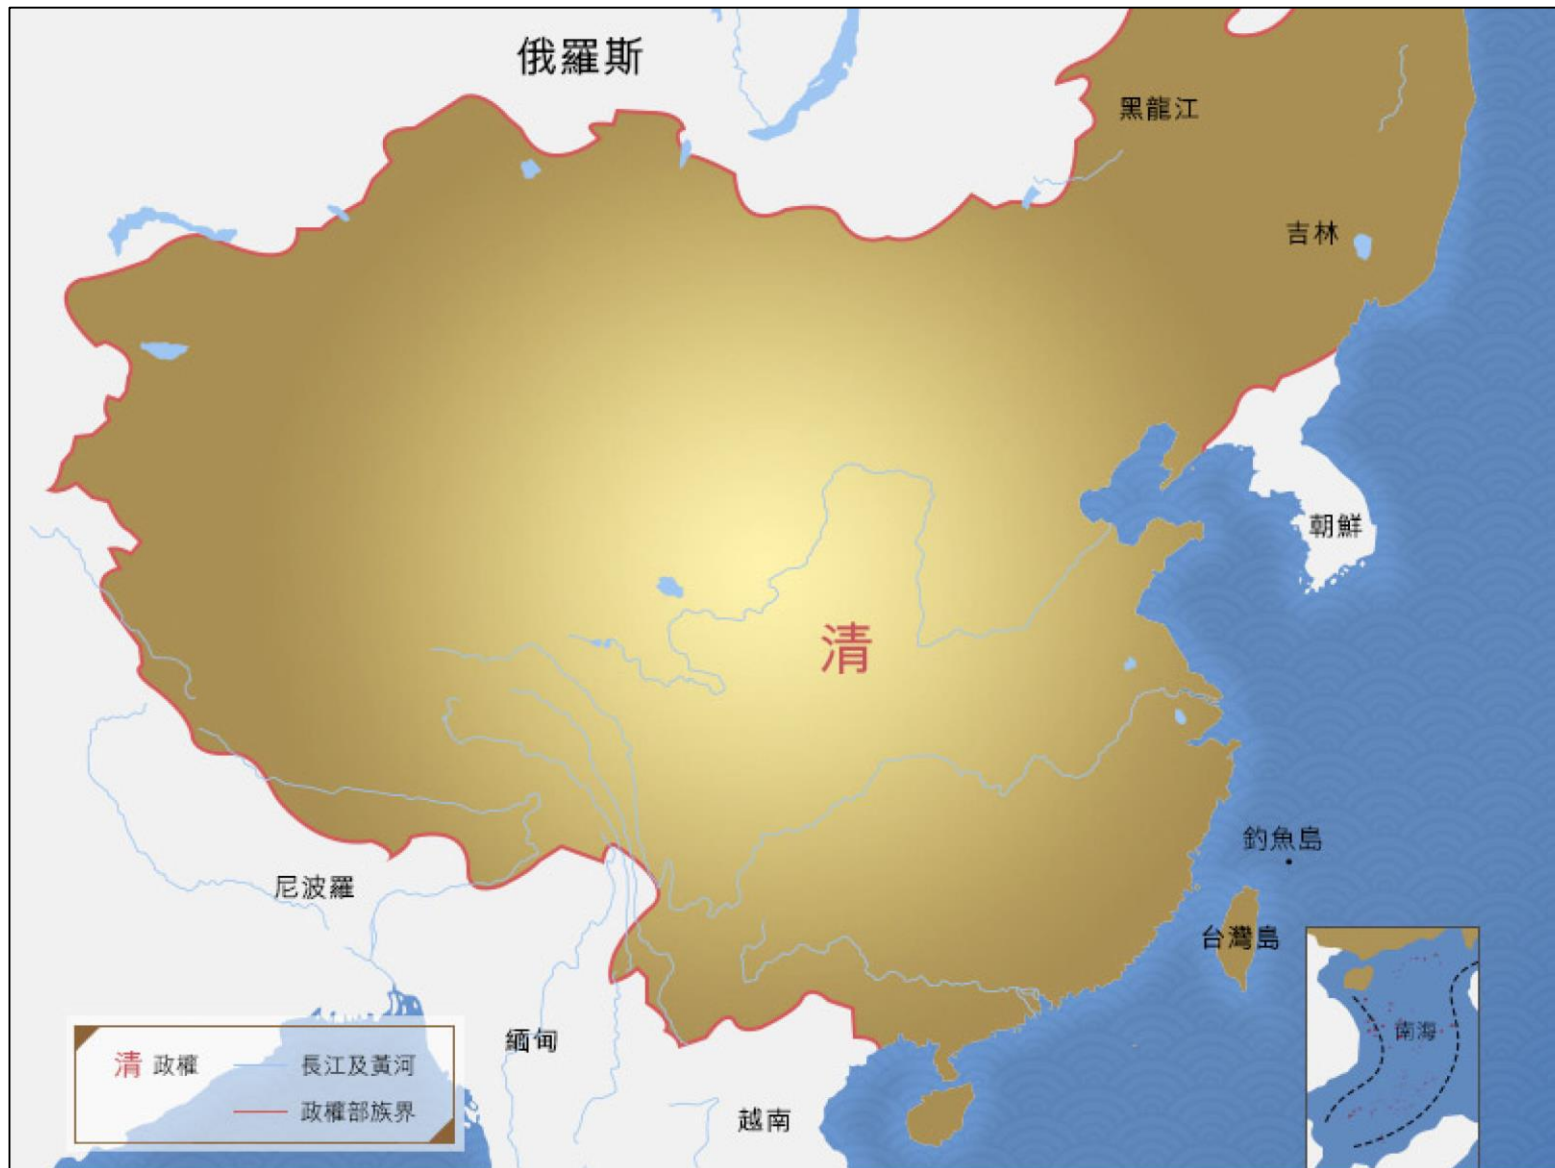 俄羅斯
黑龍江
吉林
朝鮮
清
釣魚島
尼波羅
台灣島
南海
緬甸
越南
清 政權
長江及黃河
政權部族界